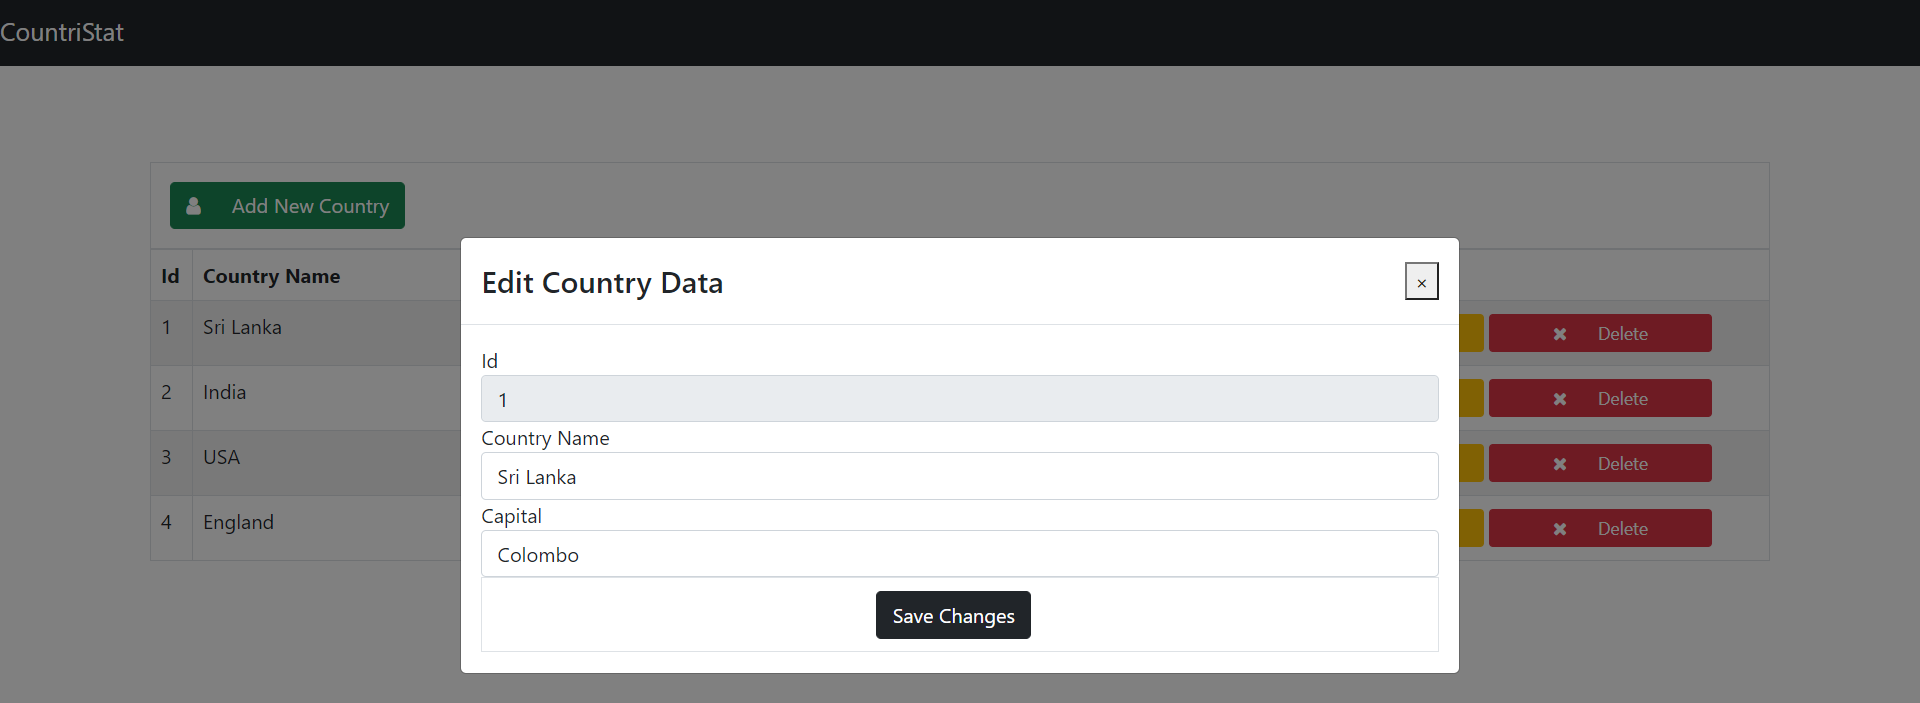 CountriStat
Add New Country
Id Country Name
1 Sri Lanka Delete
2 India Delete
3 USA Delete
4 England Delete
Edit Country Data ×
Id
1
Country Name
Sri Lanka
Capital
Colombo
Save Changes